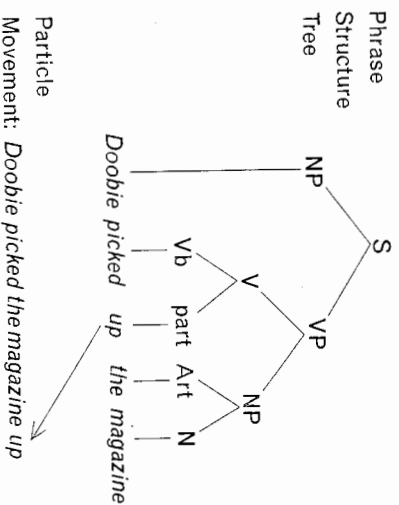 Phrase
Structure
Tree
S
NP VP
V NP
Vb part Art N
Doobie picked up the magazine
Particle
Movement: Doobie picked the magazine up